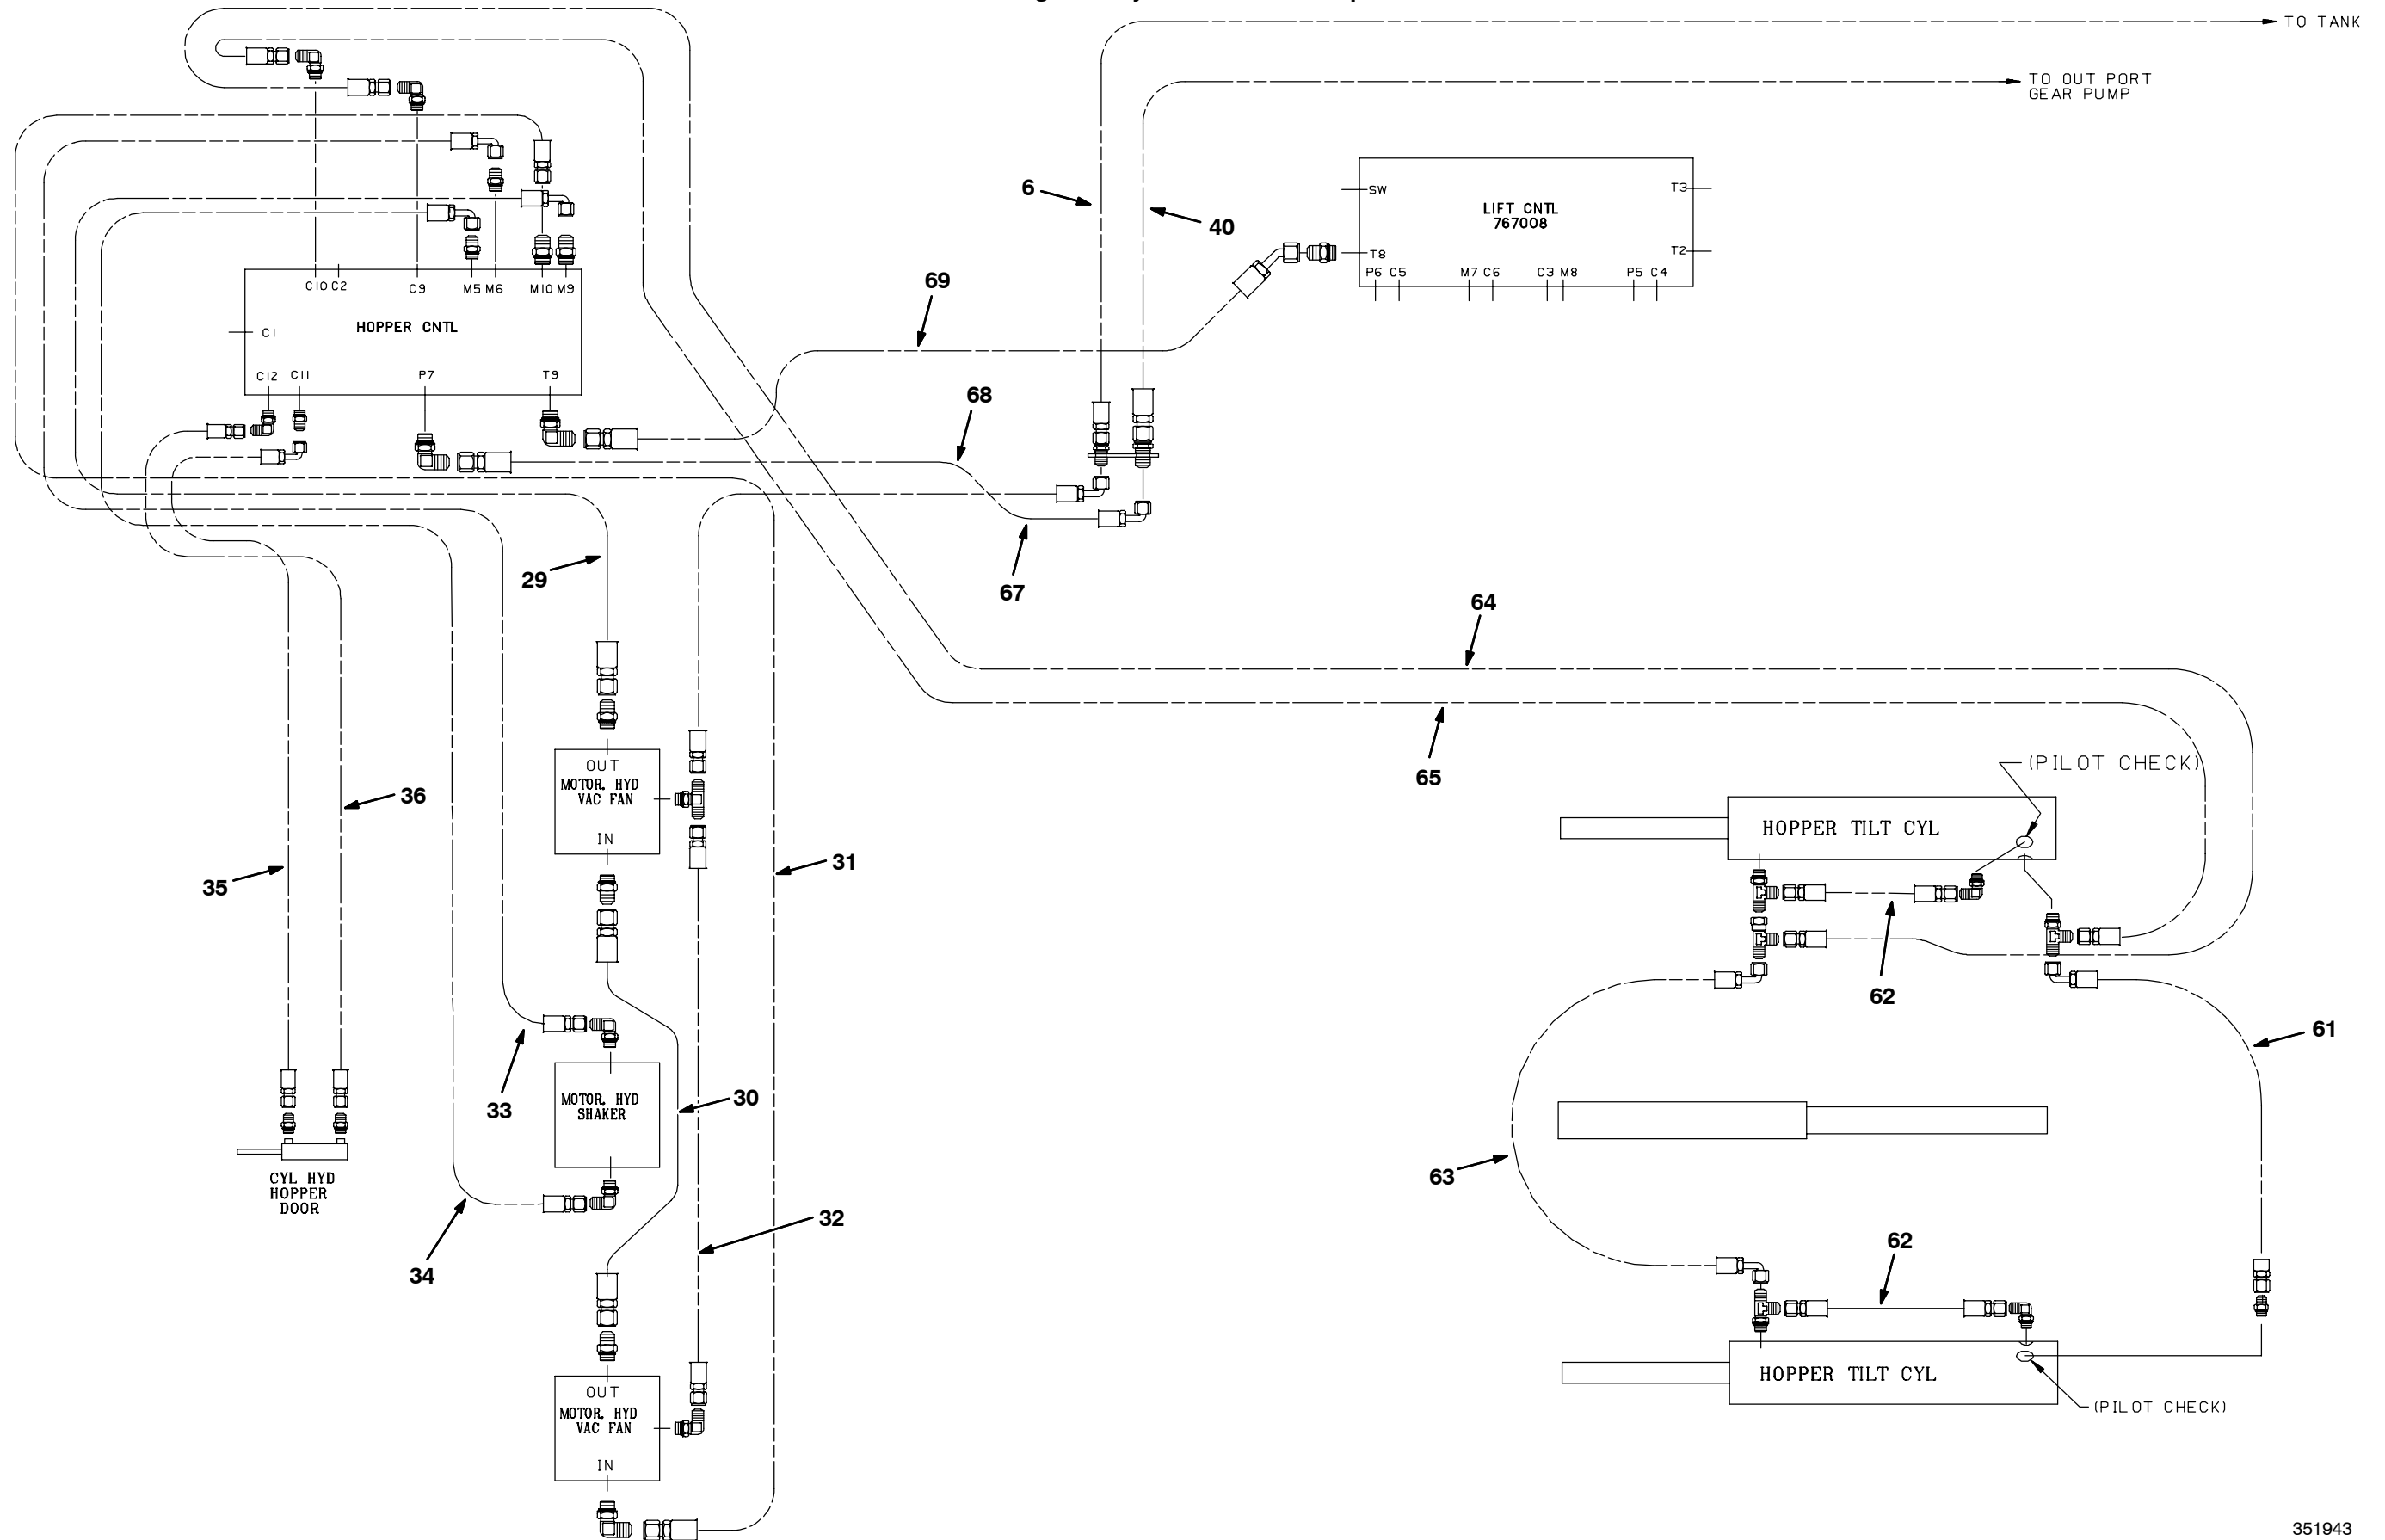 TO TANK
TO OUT PORT
GEAR PUMP
6
40
SW
T3
LIFT CNTL
767008
T8
T2
P6 C5 M7 C6 C3 M8 P5 C4
69
C10 C2 C9 M5 M6 M10 M9
C1
HOPPER CNTL
C12 C11 P7 T9
68
29
67
64
65
OUT
MOTOR. HYD
VAC FAN
IN
36
35
31
(PILOT CHECK)
HOPPER TILT CYL
62
61
33
MOTOR. HYD
SHAKER
30
CYL HYD
HOPPER
DOOR
63
34
32
62
OUT
MOTOR. HYD
VAC FAN
IN
HOPPER TILT CYL
(PILOT CHECK)
351943